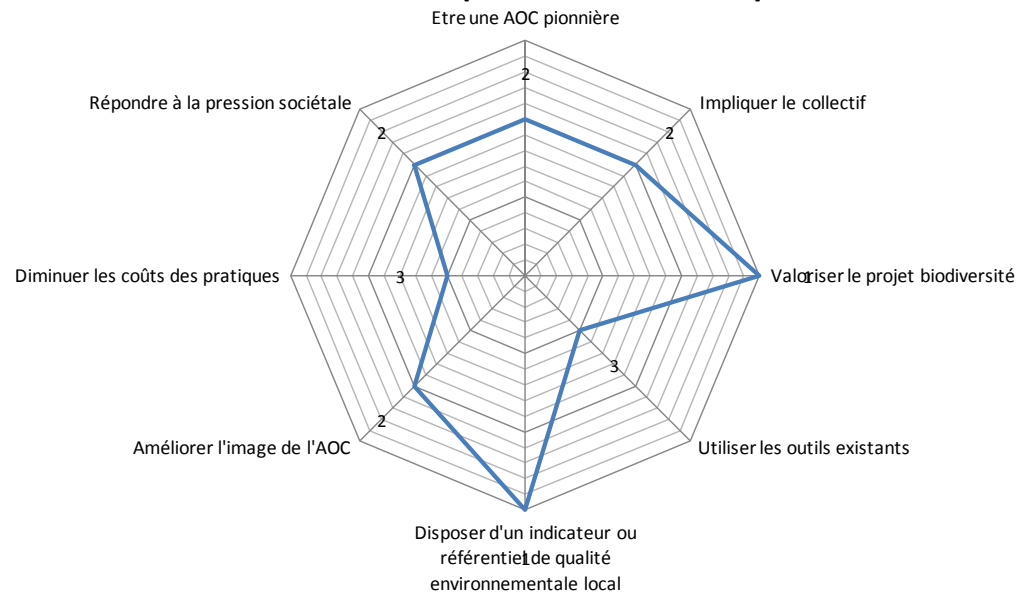 Etre une AOC pionnière
2
Répondre à la pression sociétale
2
Impliquer le collectif
2
Diminuer les coûts des pratiques
3
Valoriser le projet biodiversité
1
3
Améliorer l'image de l'AOC
2
Utiliser les outils existants
Disposer d'un indicateur ou
référentiel de qualité
1
environnementale local